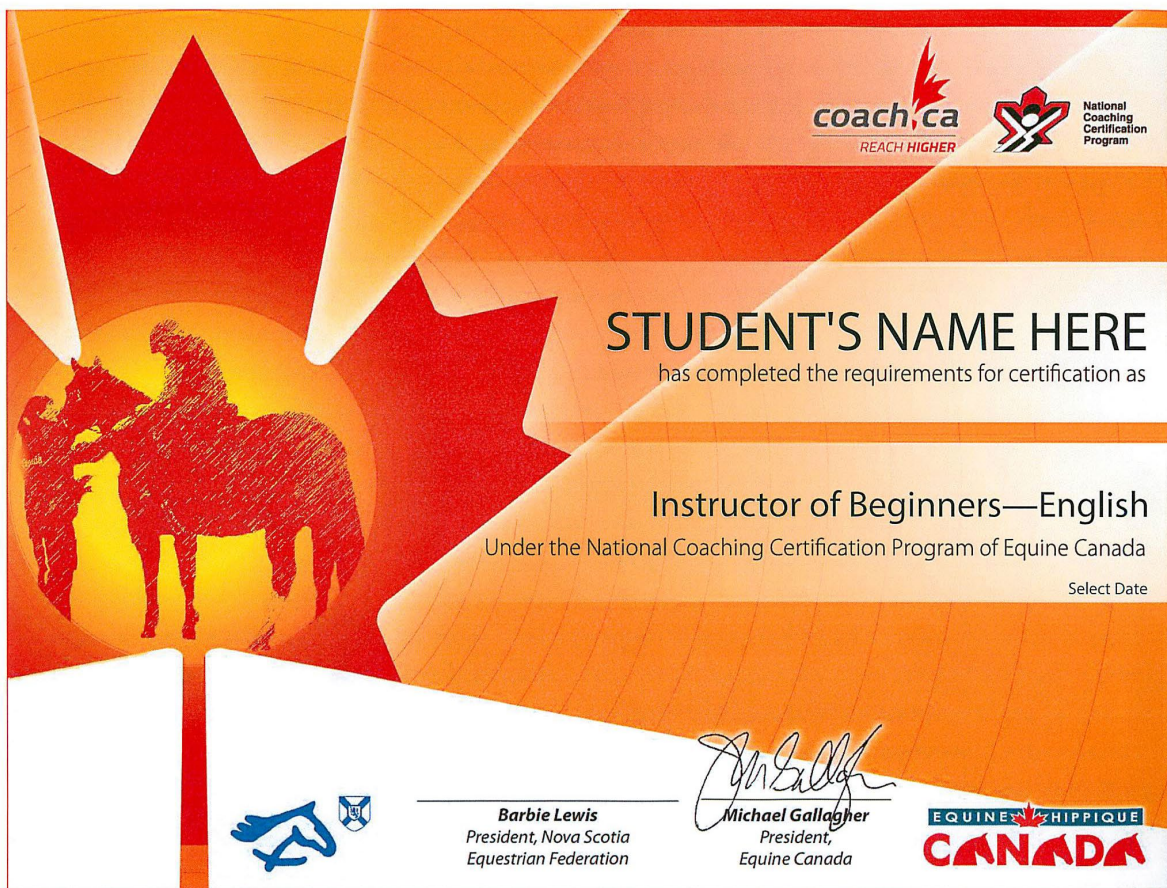 coach.ca
REACH HIGHER
National
Coaching
Certification
Program
STUDENT'S NAME HERE
has completed the requirements for certification as
Instructor of Beginners—English
Under the National Coaching Certification Program of Equine Canada
Select Date
Barbie Lewis
President, Nova Scotia
Equestrian Federation
Michael Gallagher
President,
Equine Canada
EQUINE HIPPIQUE
CANADA